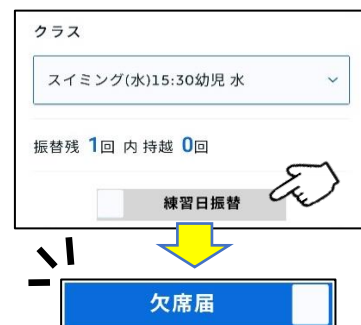 クラス
スイミング(水)15:30幼児 水
振替残 1回 内 持越 0回
練習日振替
欠席届